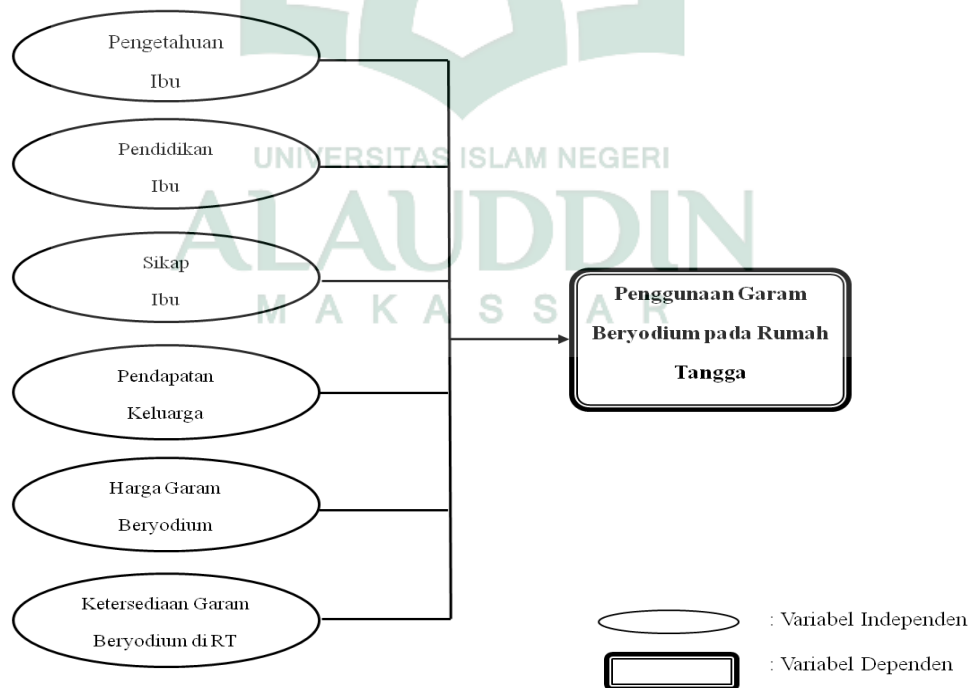 Pengetahuan
Ibu
Pendidikan
Ibu
UNIVERSITAS ISLAM NEGERI
ALAUDDIN
MAKASSAR
Sikap
Ibu
Pendapatan
Keluarga
Harga Garam
Beryodium
Ketersediaan Garam
Beryodium di RT
Penggunaan Garam
Beryodium pada Rumah
Tangga
: Variabel Independen
: Variabel Dependen